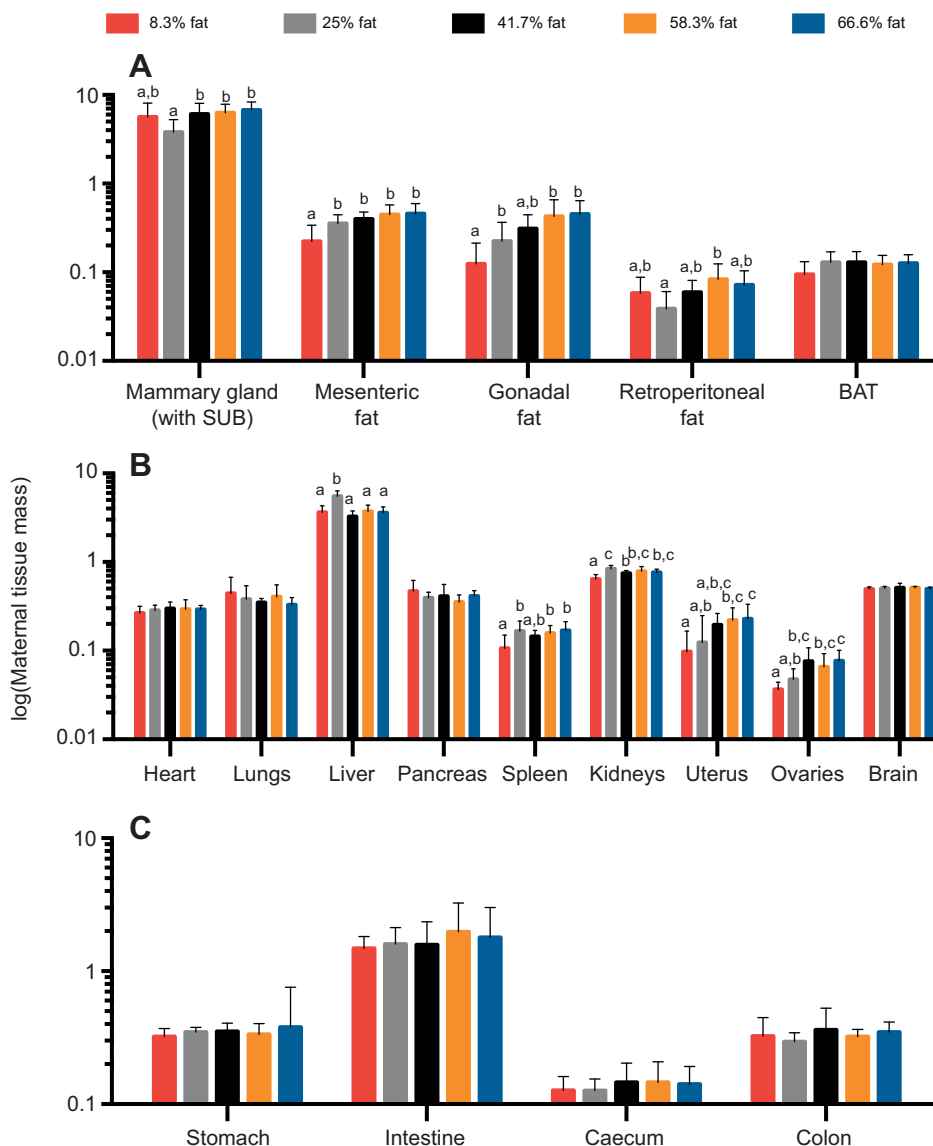 8.3% fat 25% fat 41.7% fat 58.3% fat 66.6% fat
A
10
1
0.1
0.01
a,b a b b b
a b b b b
a b a,b b b
a,b a a,b b a,b
Mammary gland (with SUB)
Mesenteric fat
Gonadal fat
Retroperitoneal fat
BAT
log(Maternal tissue mass)
B
10
1
0.1
0.01
a b a a a
a b a,b b b
a c b b,c b,c
a a,b a,b,c b,c c
a a,b b,c b,c c
Heart Lungs Liver Pancreas Spleen Kidneys Uterus Ovaries Brain
C
10
1
0.1
Stomach Intestine Caecum Colon